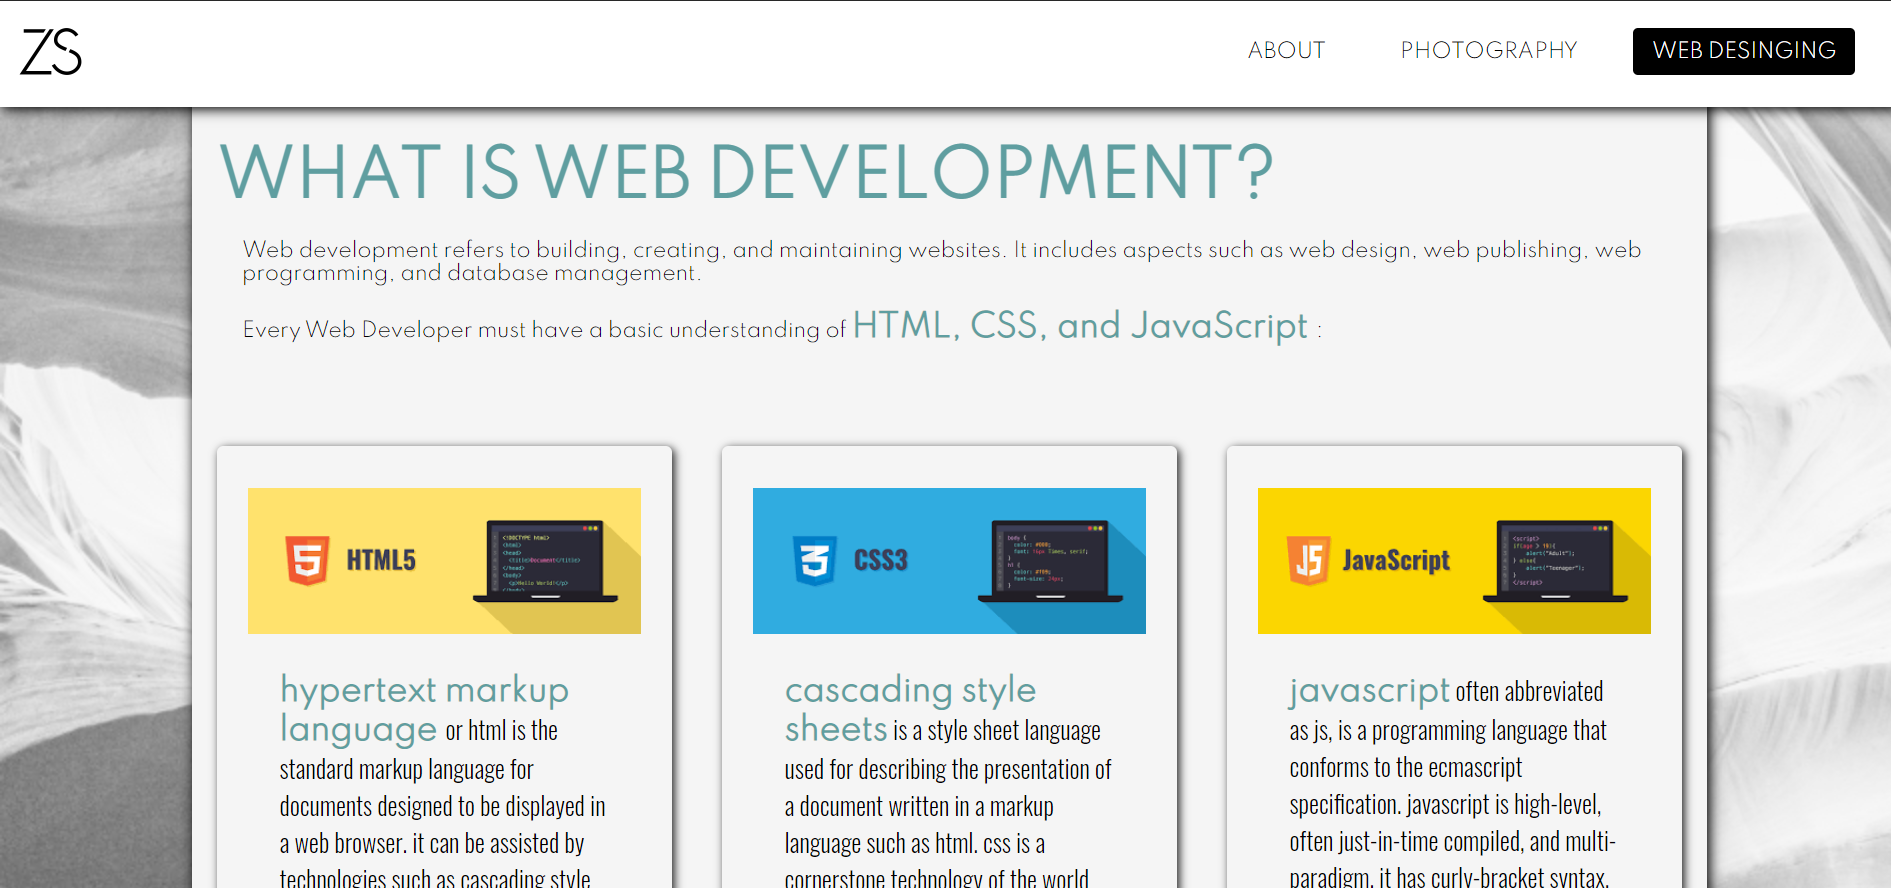 ZS
ABOUT
PHOTOGRAPHY
WEB DESINGING
WHAT IS WEB DEVELOPMENT?
Web development refers to building, creating, and maintaining websites. It includes aspects such as web design, web publishing, web
programming, and database management.
Every Web Developer must have a basic understanding of HTML, CSS, and JavaScript :
HTML5
<!DOCTYPE html>
<html>
<head>
<title>Document</title>
</head>
<body>
<p>Hello World!</p>
hypertext markup
language or html is the
standard markup language for
documents designed to be displayed in
a web browser. it can be assisted by
technologies such as cascading style
CSS3
body {
color: #000;
font: 16px Times, serif;
}
h1 {
color: #f09;
font-size: 24px;
}
cascading style
sheets is a style sheet language
used for describing the presentation of
a document written in a markup
language such as html. css is a
cornerstone technology of the world
JS
JavaScript
<script>
if(age > 18){
alert("Adult");
} else{
alert("Teenager");
}
</script>
javascript often abbreviated
as js, is a programming language that
conforms to the ecmascript
specification. javascript is high-level,
often just-in-time compiled, and multi-
paradigm. it has curly-bracket syntax,